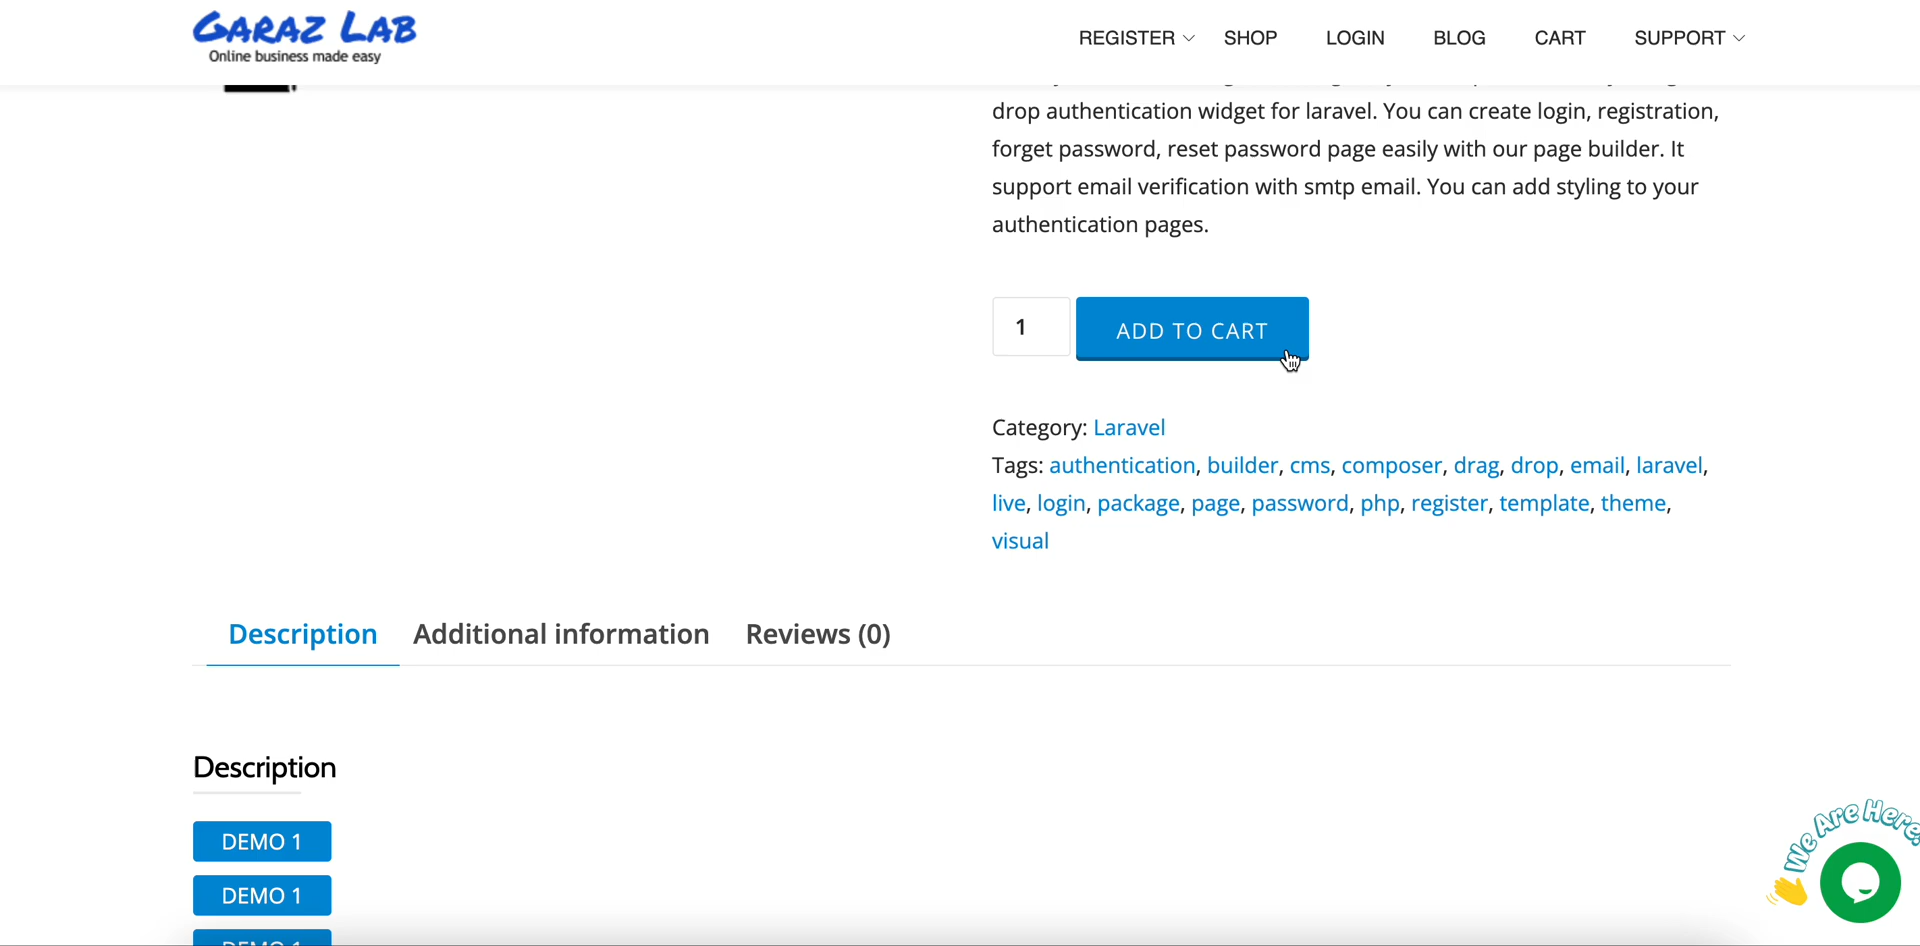 GARAZ LAB
Online business made easy
REGISTER SHOP LOGIN BLOG CART SUPPORT
drop authentication widget for laravel. You can create login, registration,
forget password, reset password page easily with our page builder. It
support email verification with smtp email. You can add styling to your
authentication pages.
1 ADD TO CART
Category: Laravel
Tags: authentication, builder, cms, composer, drag, drop, email, laravel,
live, login, package, page, password, php, register, template, theme,
visual
Description Additional information Reviews (0)
Description
DEMO 1
DEMO 1
We Are Here!